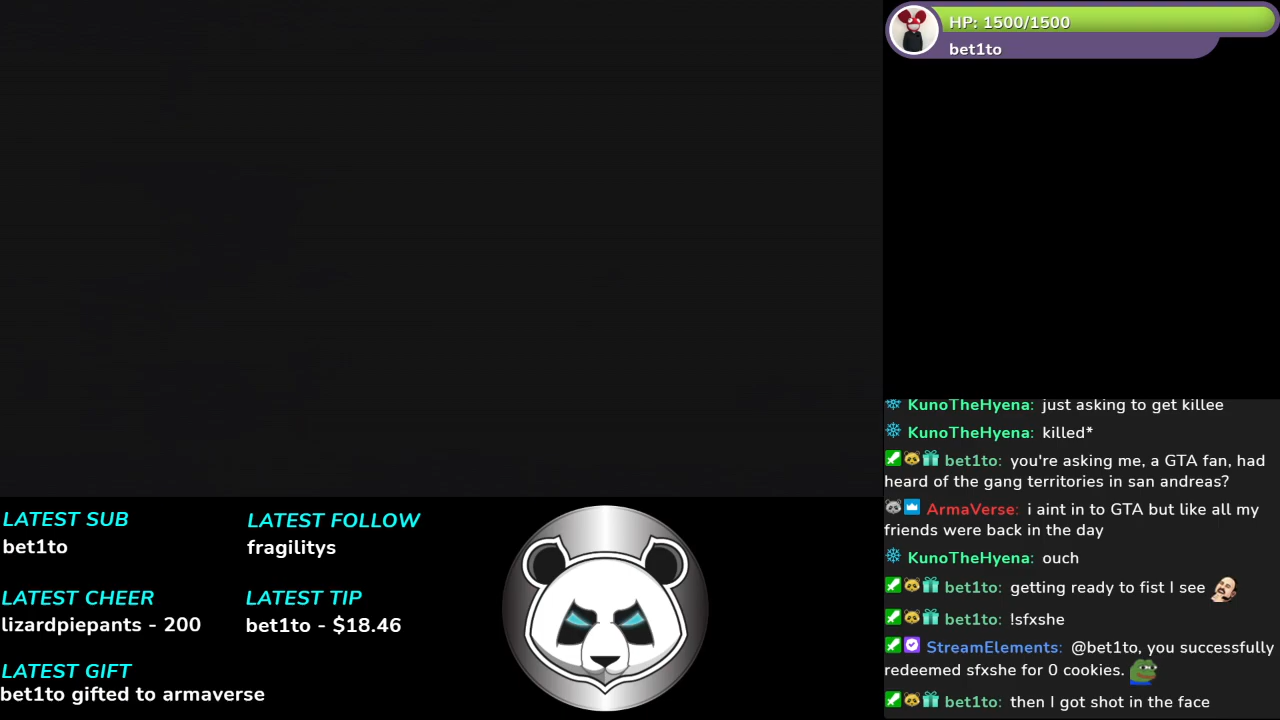 HP: 1500/1500
bet1to
KunoTheHyena: just asking to get killee
KunoTheHyena: killed*
bet1to: you're asking me, a GTA fan, had
heard of the gang territories in san andreas?
ArmaVerse: i aint in to GTA but like all my
friends were back in the day
KunoTheHyena: ouch
bet1to: getting ready to fist I see
bet1to: !sfxshe
StreamElements: @bet1to, you successfully
redeemed sfxshe for 0 cookies.
bet1to: then I got shot in the face
LATEST SUB
bet1to
LATEST FOLLOW
fragilitys
LATEST CHEER
lizardpiepants - 200
LATEST TIP
bet1to - $18.46
LATEST GIFT
bet1to gifted to armaverse